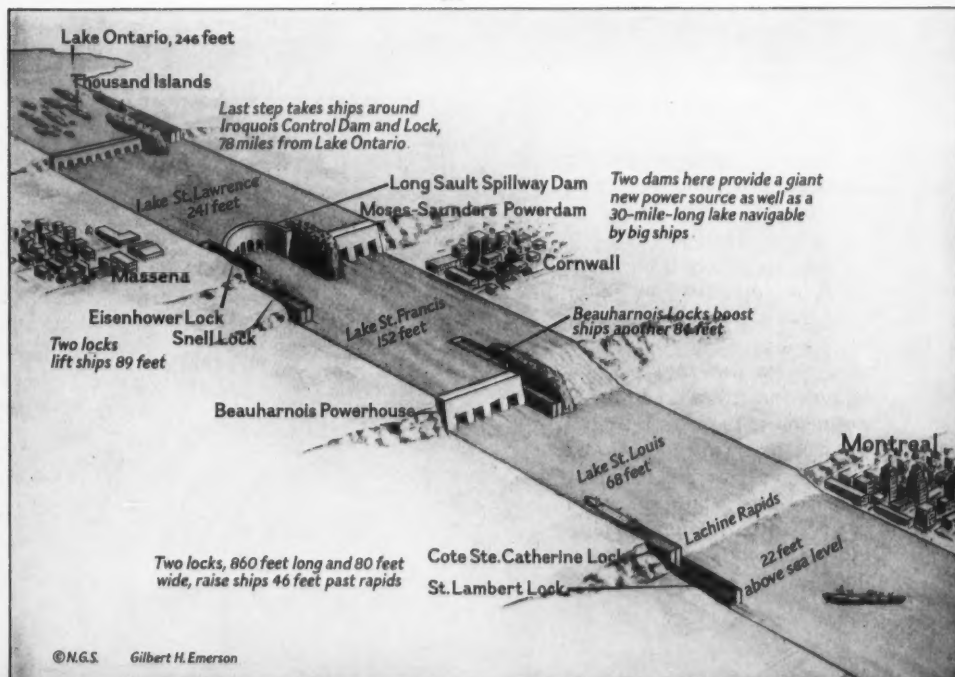 Lake Ontario, 246 feet
Thousand Islands
Last step takes ships around
Iroquois Control Dam and Lock,
78 miles from Lake Ontario
Lake St. Lawrence
241 feet
Long Sault Spillway Dam
Moses-Saunders Powerdam
Two dams here provide a giant
new power source as well as a
30-mile-long lake navigable
by big ships
Massena
Cornwall
Eisenhower Lock
Snell Lock
Two locks
lift ships 89 feet
Lake St. Francis
152 feet
Beauharnois Locks boost
ships another 84 feet
Beauharnois Powerhouse
Lake St. Louis
68 feet
Montreal
Lachine Rapids
Two locks, 860 feet long and 80 feet
wide, raise ships 46 feet past rapids
Cote Ste. Catherine Lock
St. Lambert Lock
22 feet
above sea level
©N.G.S. Gilbert H. Emerson